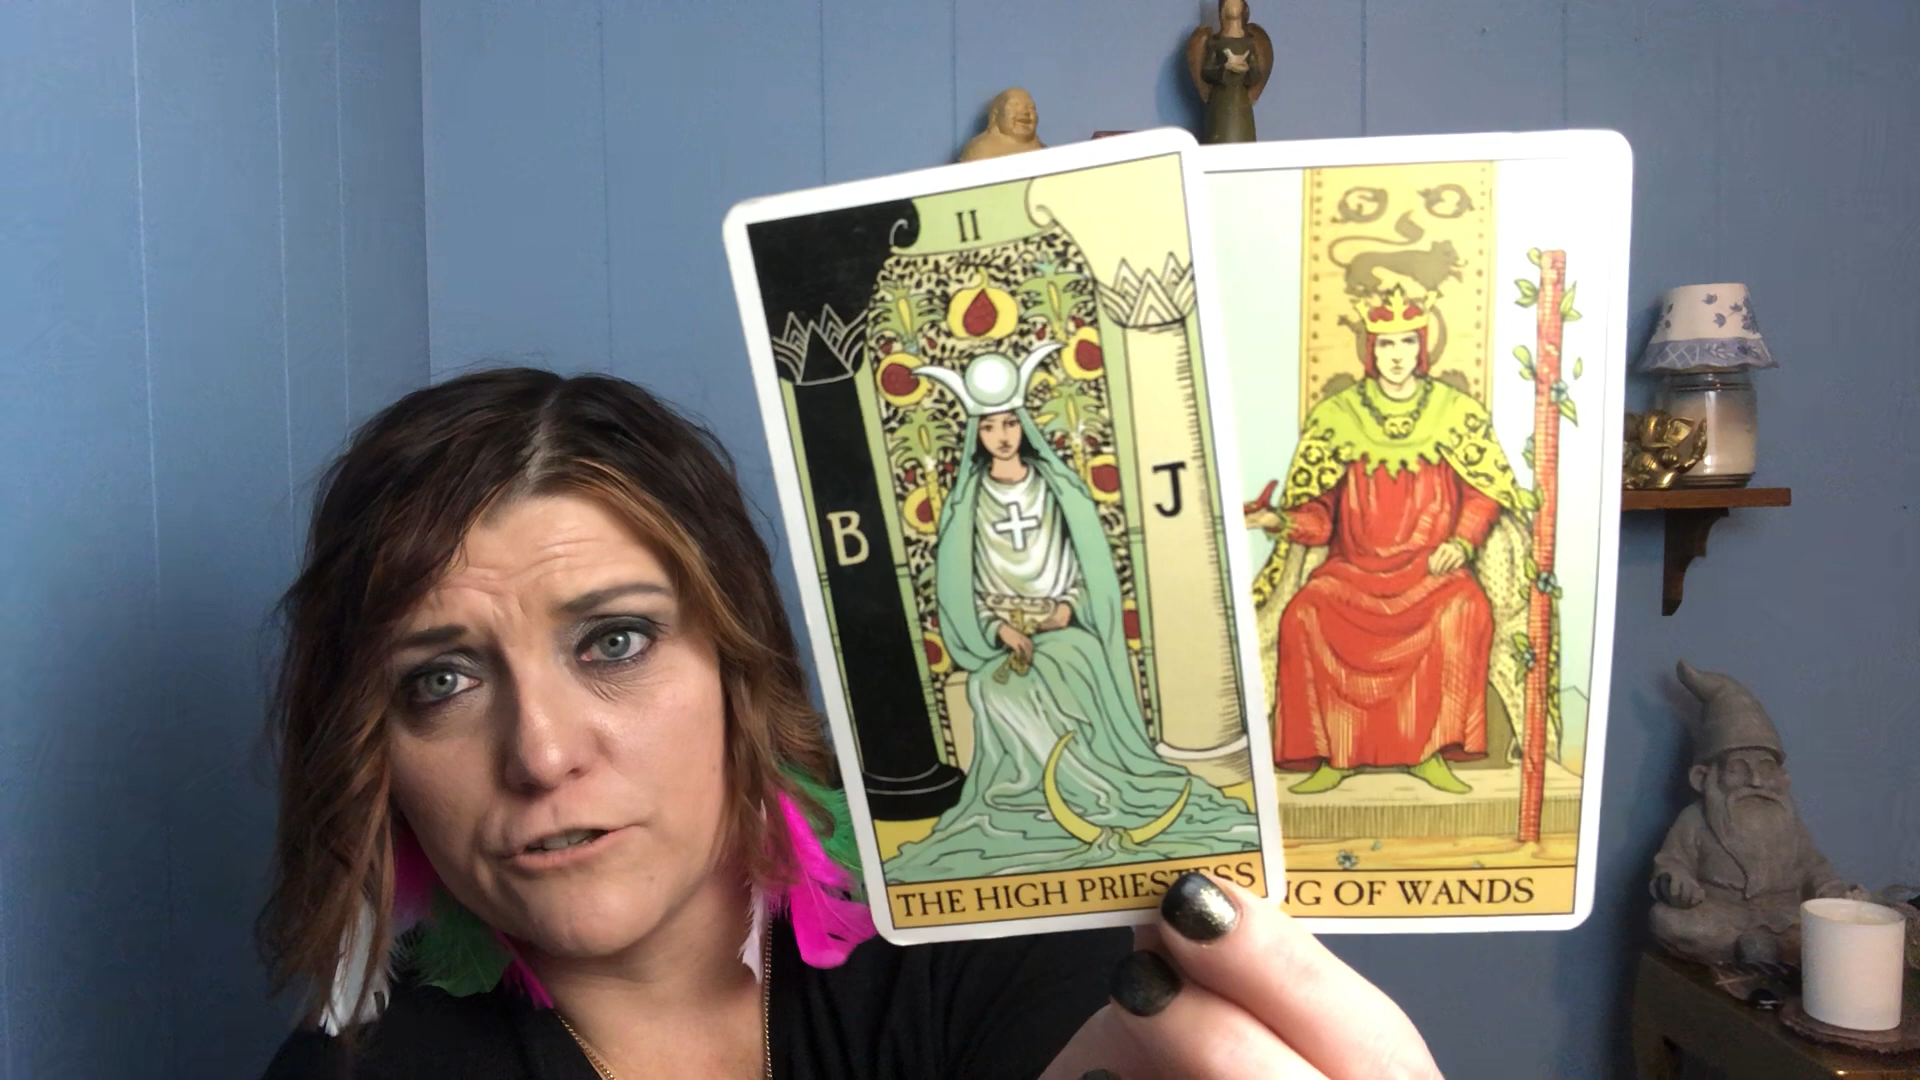 II
B
J
THE HIGH PRIESTESS
NG OF WANDS